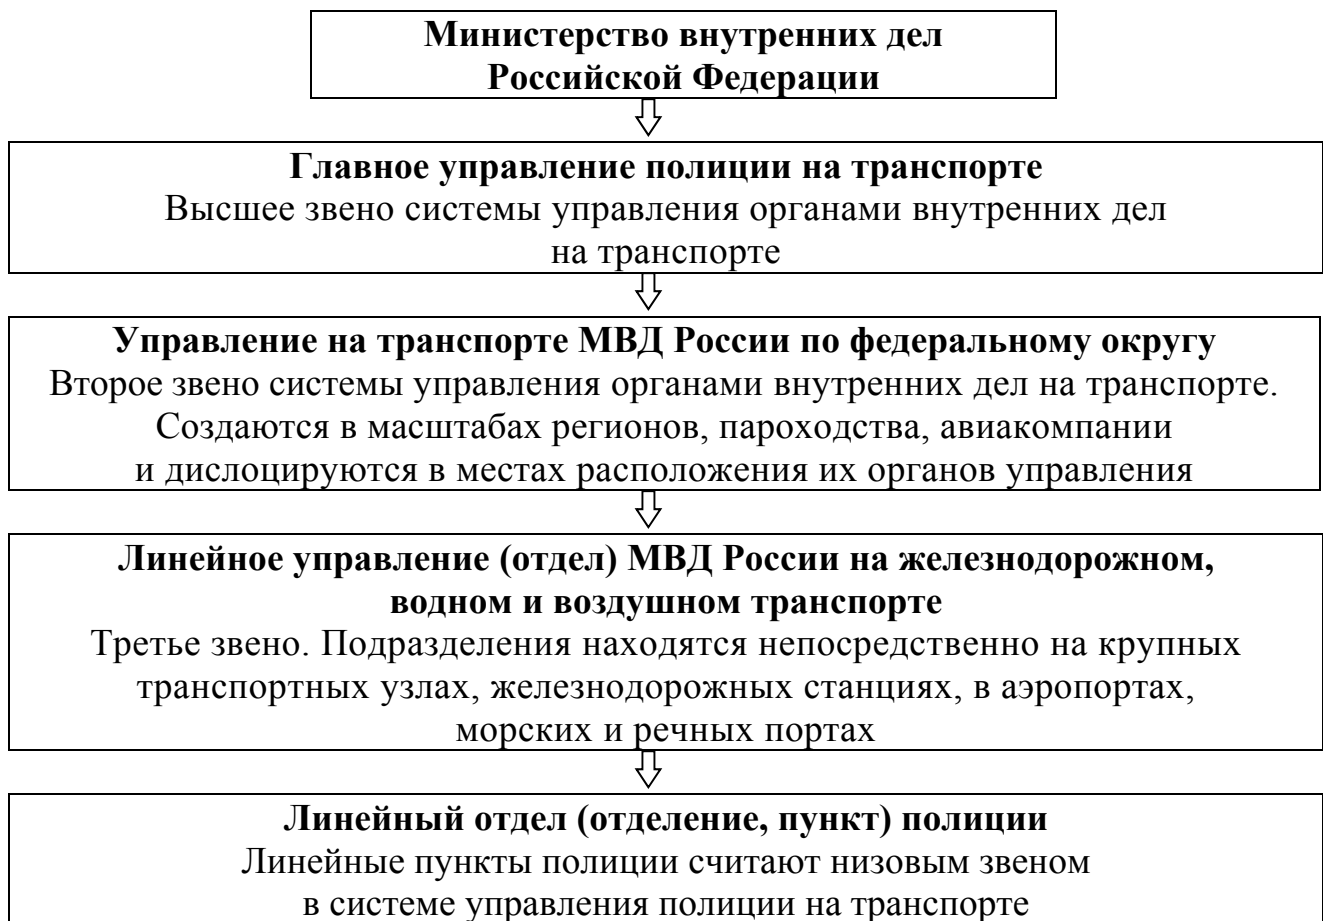 Министерство внутренних дел
Российской Федерации
Главное управление полиции на транспорте
Высшее звено системы управления органами внутренних дел
на транспорте
Управление на транспорте МВД России по федеральному округу
Второе звено системы управления органами внутренних дел на транспорте.
Создаются в масштабах регионов, пароходства, авиакомпании
и дислоцируются в местах расположения их органов управления
Линейное управление (отдел) МВД России на железнодорожном,
водном и воздушном транспорте
Третье звено. Подразделения находятся непосредственно на крупных
транспортных узлах, железнодорожных станциях, в аэропортах,
морских и речных портах
Линейный отдел (отделение, пункт) полиции
Линейные пункты полиции считают низовым звеном
в системе управления полиции на транспорте